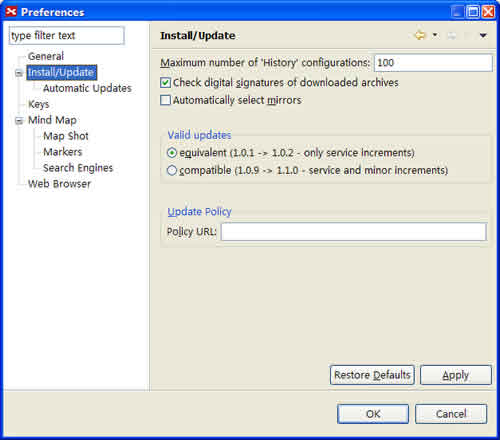 Preferences
type filter text
General
Install/Update
Automatic Updates
Keys
Mind Map
Map Shot
Markers
Search Engines
Web Browser
Install/Update
Maximum number of 'History' configurations: 100
Check digital signatures of downloaded archives
Automatically select mirrors
Valid updates
equivalent (1.0.1 -> 1.0.2 - only service increments)
compatible (1.0.9 -> 1.1.0 - service and minor increments)
Update Policy
Policy URL:
Restore Defaults Apply
OK Cancel